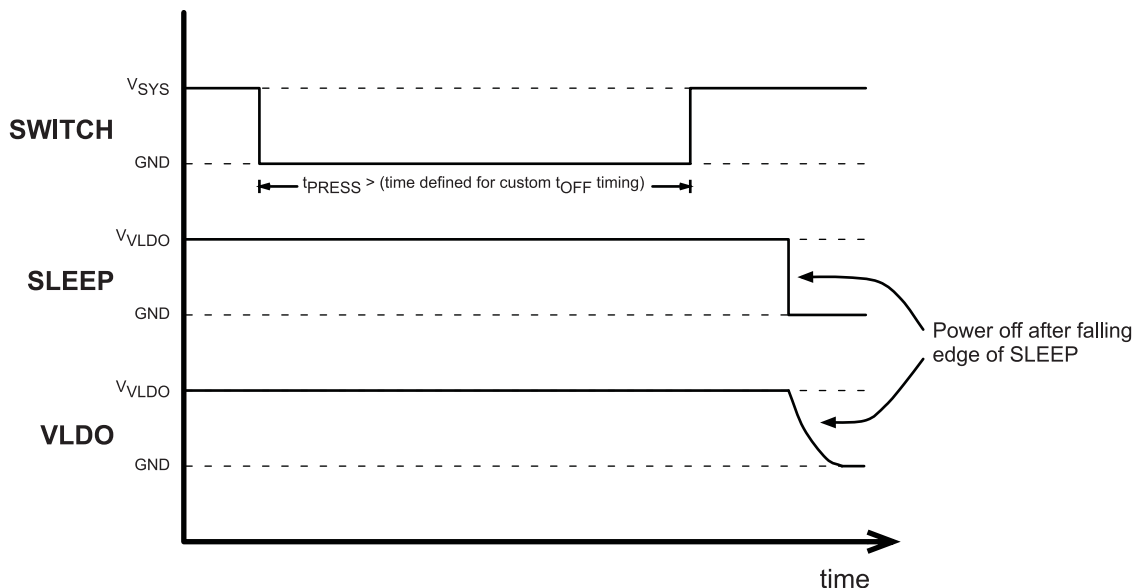 VSYS
SWITCH
GND
tPRESS > (time defined for custom tOFF timing)
VVLDO
SLEEP
GND
Power off after falling
edge of SLEEP
VVLDO
VLDO
GND
time